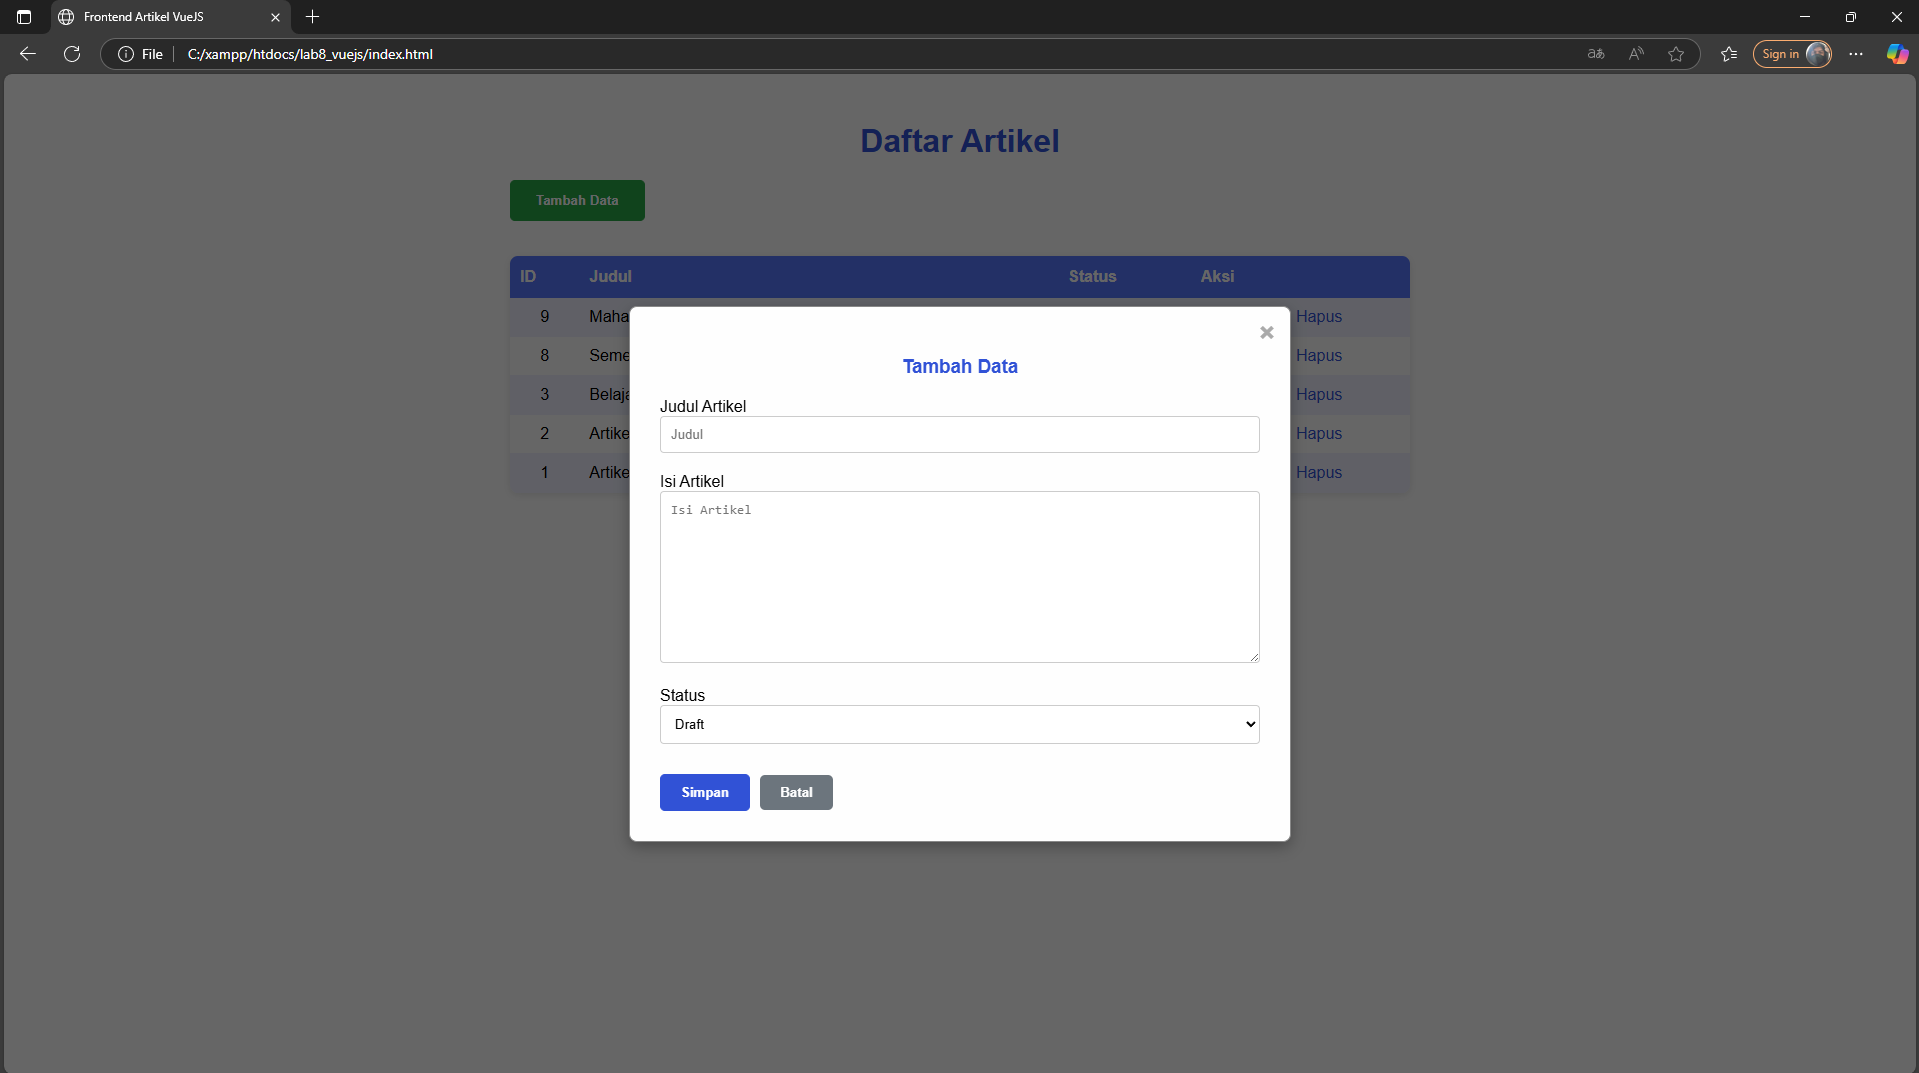 Frontend Artikel VueJS
File
C:/xampp/htdocs/lab8_vuejs/index.html
Sign in
Daftar Artikel
Tambah Data
ID Judul Status Aksi
9 Maha Hapus
8 Seme Hapus
3 Belaja Hapus
2 Artike Hapus
1 Artike Hapus
Tambah Data
Judul Artikel
Judul
Isi Artikel
Isi Artikel
Status
Draft
Simpan Batal